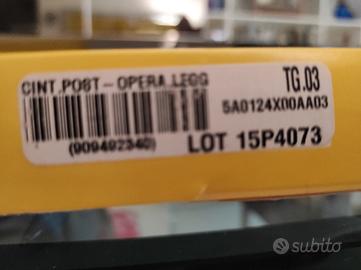 CINT.POST-OPERA.LEGG
TG.03
5A0124X00AA03
(909492340)
LOT 15P4073
subito